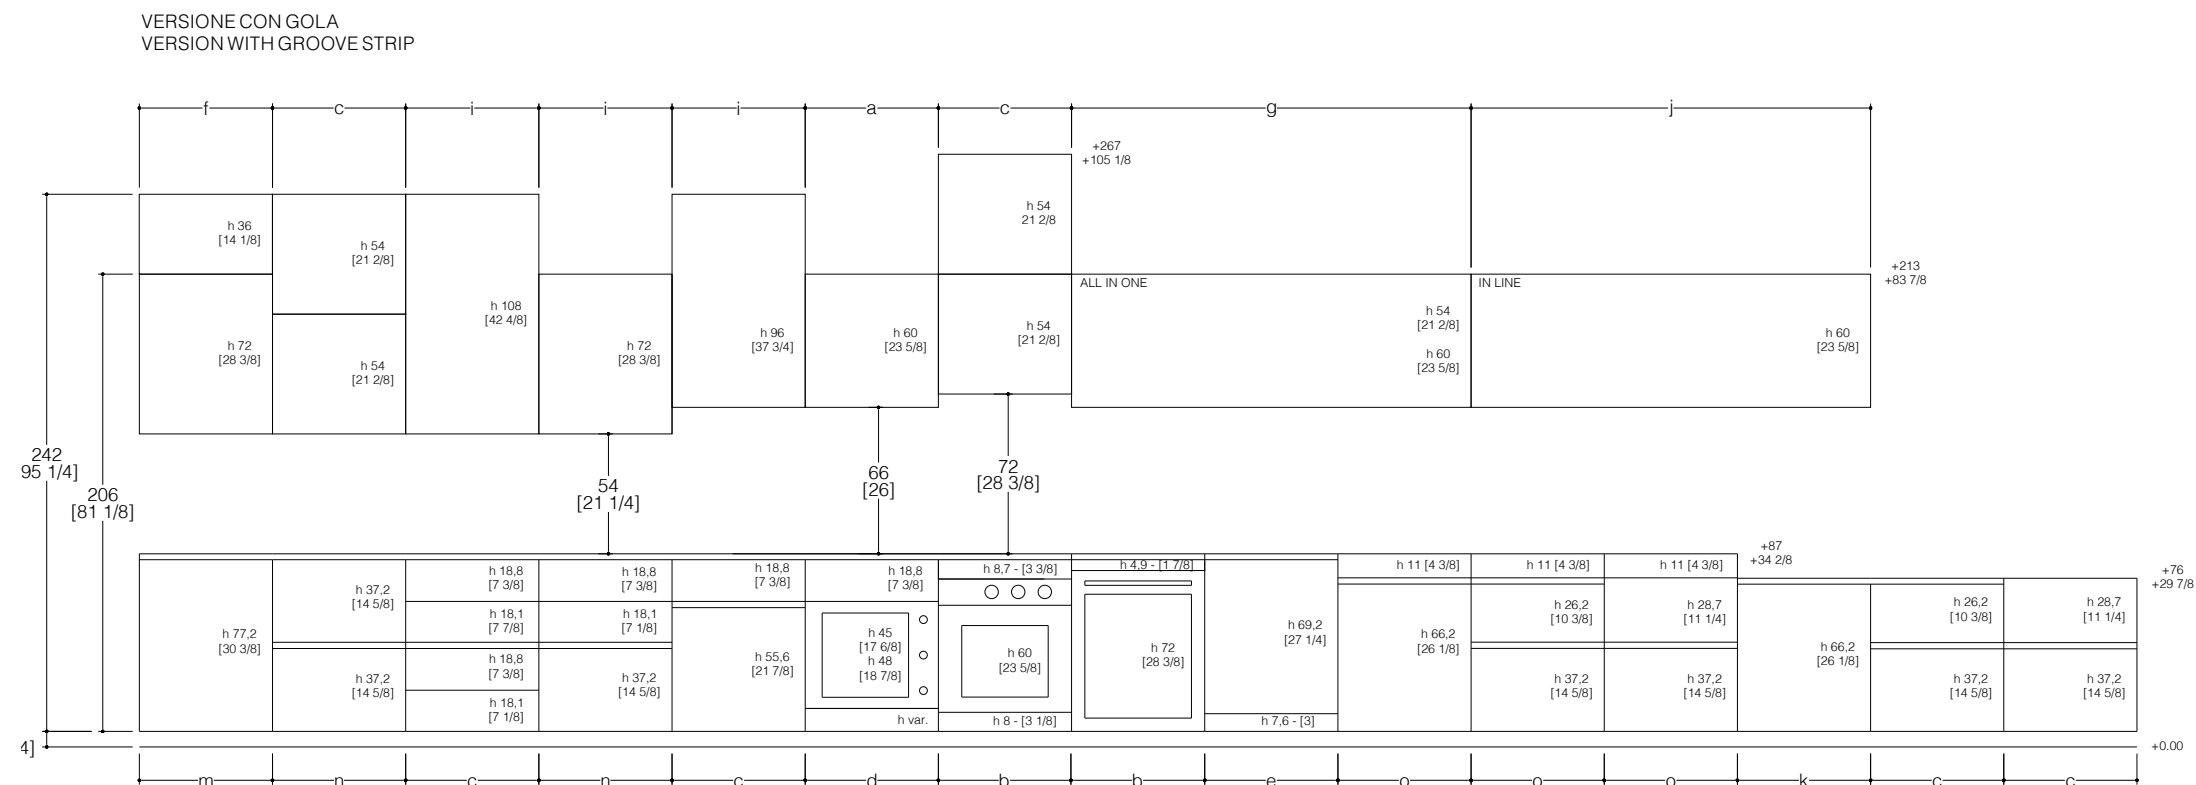 VERSIONE CON GOLA
VERSION WITH GROOVE STRIP
f c i i i a c g j
+267
+105 1/8
h 54
21 2/8
h 36
[14 1/8]
h 54
[21 2/8]
+213
+83 7/8
ALL IN ONE
IN LINE
h 108
[42 4/8]
h 54
[21 2/8]
h 54
[21 2/8]
h 72
[28 3/8]
h 72
[28 3/8]
h 96
[37 3/4]
h 60
[23 5/8]
h 60
[23 5/8]
h 60
[23 5/8]
h 54
[21 2/8]
242
95 1/4]
206
[81 1/8]
54
[21 1/4]
66
[26]
72
[28 3/8]
+87
+34 2/8
+76
+29 7/8
h 77,2
[30 3/8]
h 37,2
[14 5/8]
h 37,2
[14 5/8]
h 18,8
[7 3/8]
h 18,1
[7 7/8]
h 18,8
[7 3/8]
h 18,1
[7 1/8]
h 18,8
[7 3/8]
h 18,1
[7 1/8]
h 37,2
[14 5/8]
h 18,8
[7 3/8]
h 55,6
[21 7/8]
h 18,8
[7 3/8]
h 45
[17 6/8]
h 48
[18 7/8]
h var.
h 8,7 - [3 3/8]
h 60
[23 5/8]
h 8 - [3 1/8]
h 4,9 - [1 7/8]
h 72
[28 3/8]
h 69,2
[27 1/4]
h 7,6 - [3]
h 11 [4 3/8]
h 66,2
[26 1/8]
h 11 [4 3/8]
h 26,2
[10 3/8]
h 37,2
[14 5/8]
h 11 [4 3/8]
h 28,7
[11 1/4]
h 37,2
[14 5/8]
h 66,2
[26 1/8]
h 26,2
[10 3/8]
h 37,2
[14 5/8]
h 28,7
[11 1/4]
h 37,2
[14 5/8]
4]
+0.00
m n c n c d b b e o o o k c c